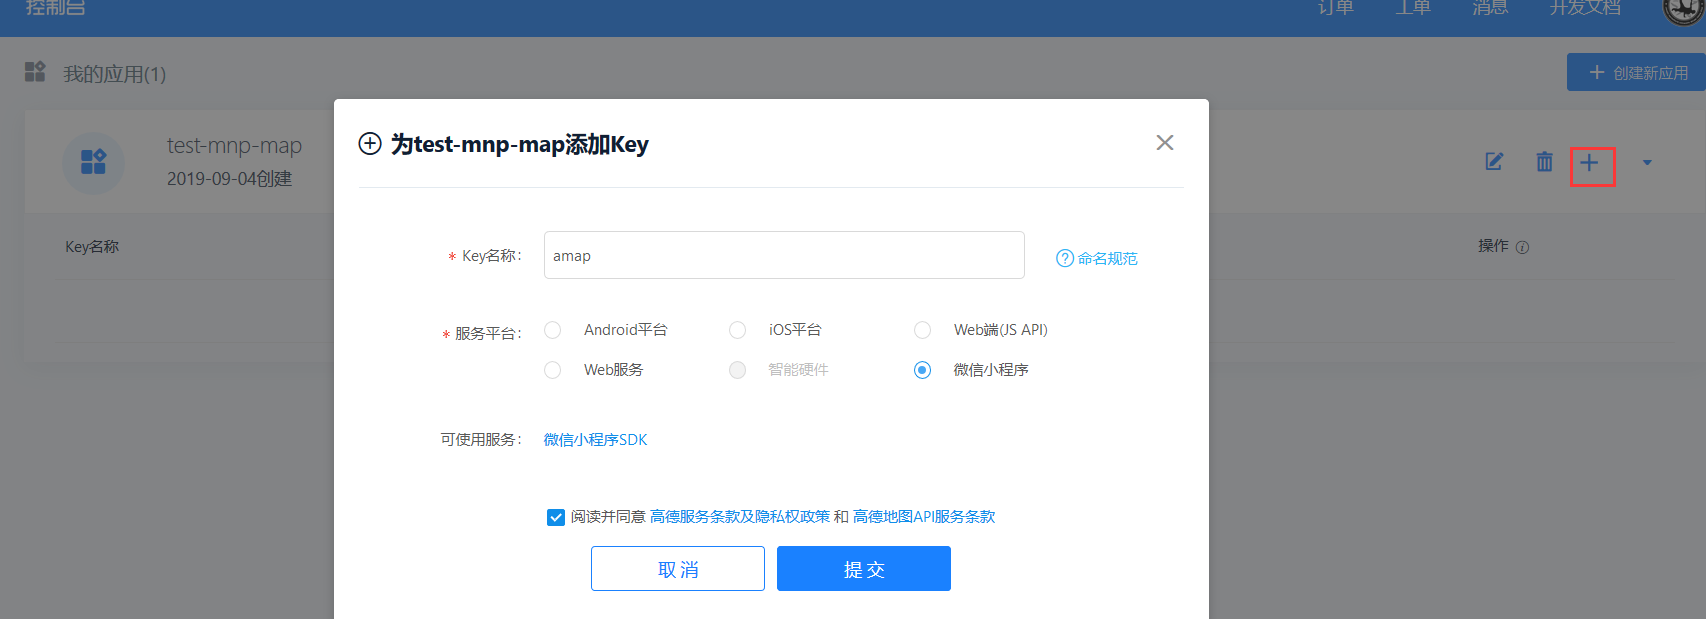 控制台
订单 工单 消息 开发文档
我的应用(1)
创建新应用
test-mnp-map
2019-09-04创建
Key名称
操作
为test-mnp-map添加Key
* Key名称： amap
命名规范
* 服务平台： Android平台 iOS平台 Web端(JS API)
Web服务 智能硬件 微信小程序
可使用服务： 微信小程序SDK
阅读并同意 高德服务条款及隐私权政策 和 高德地图API服务条款
取消 提交